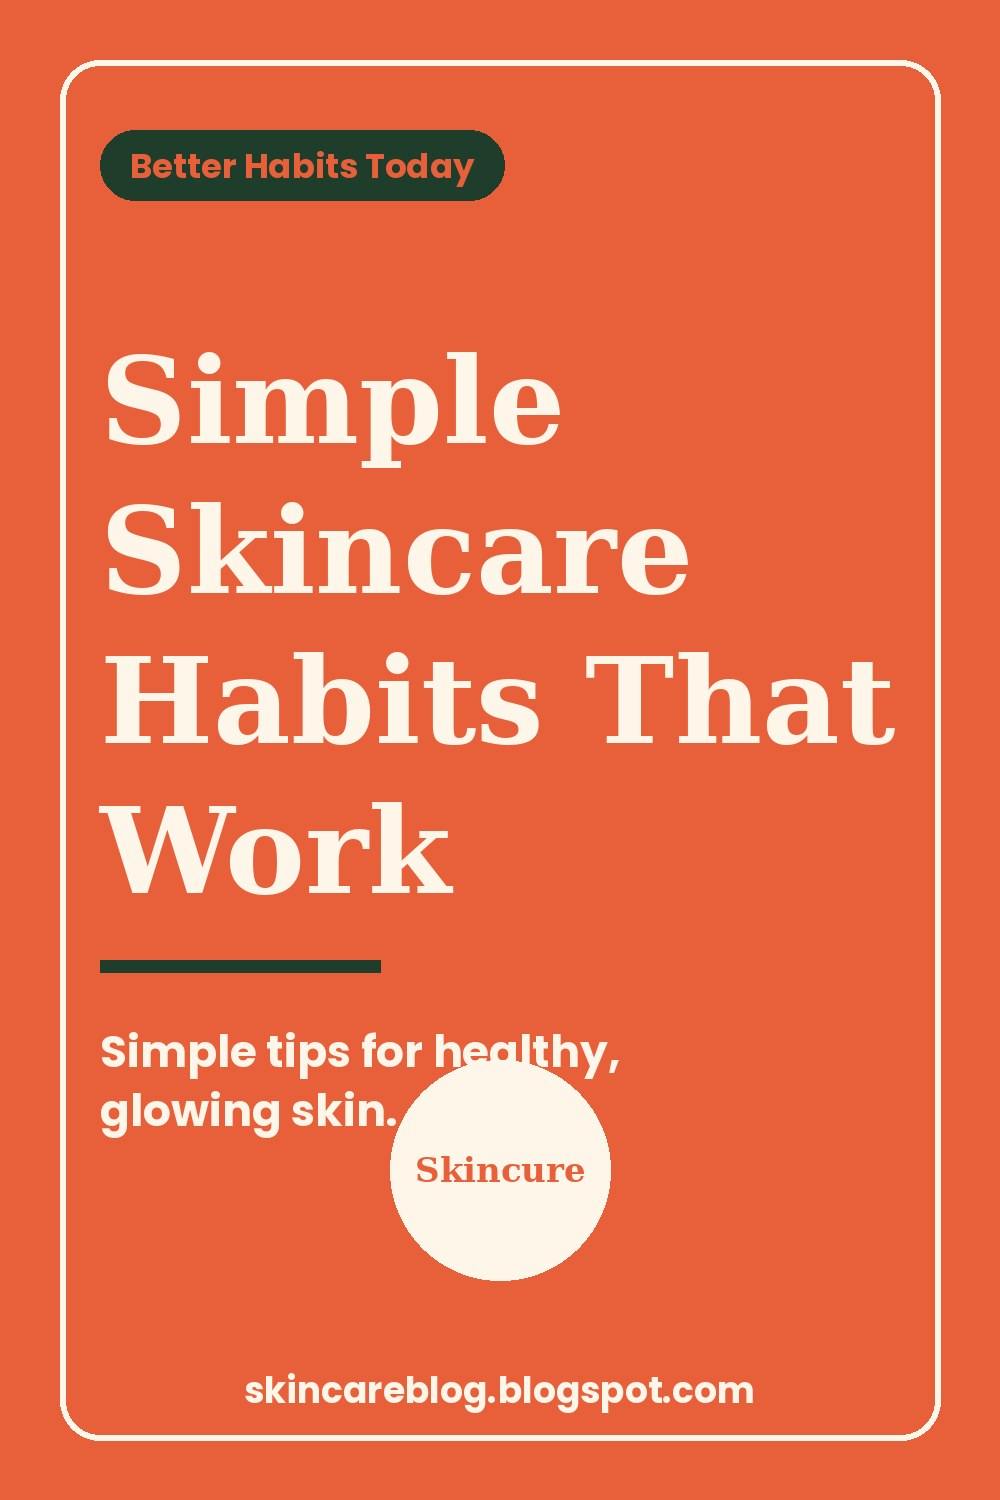 Better Habits Today
Simple
Skincare
Habits That
Work
Simple tips for healthy,
glowing skin.
Skincure
skincareblog.blogspot.com